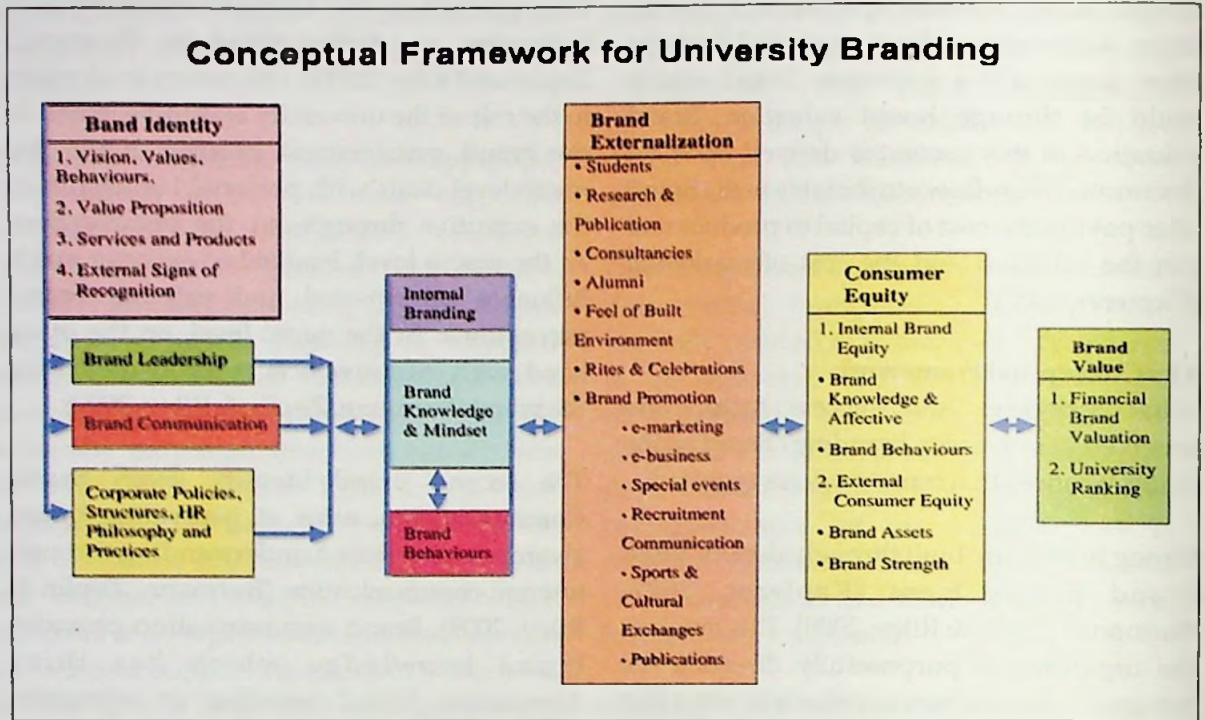 Conceptual Framework for University Branding
Band Identity
1. Vision, Values,
Behaviours,
2. Value Proposition
3. Services and Products
4. External Signs of
Recognition
Brand Leadership
Brand Communication
Corporate Policies,
Structures, HR
Philosophy and
Practices
Internal
Branding
Brand
Knowledge
& Mindset
Brand
Behaviours
Brand
Externalization
• Students
• Research &
Publication
• Consultancies
• Alumni
• Feel of Built
Environment
• Rites & Celebrations
• Brand Promotion
• e-marketing
• e-business
• Special events
• Recruitment
Communication
• Sports &
Cultural
Exchanges
• Publications
Consumer
Equity
1. Internal Brand
Equity
• Brand
Knowledge &
Affective
• Brand Behaviours
2. External
Consumer Equity
• Brand Assets
• Brand Strength
Brand
Value
1. Financial
Brand
Valuation
2. University
Ranking